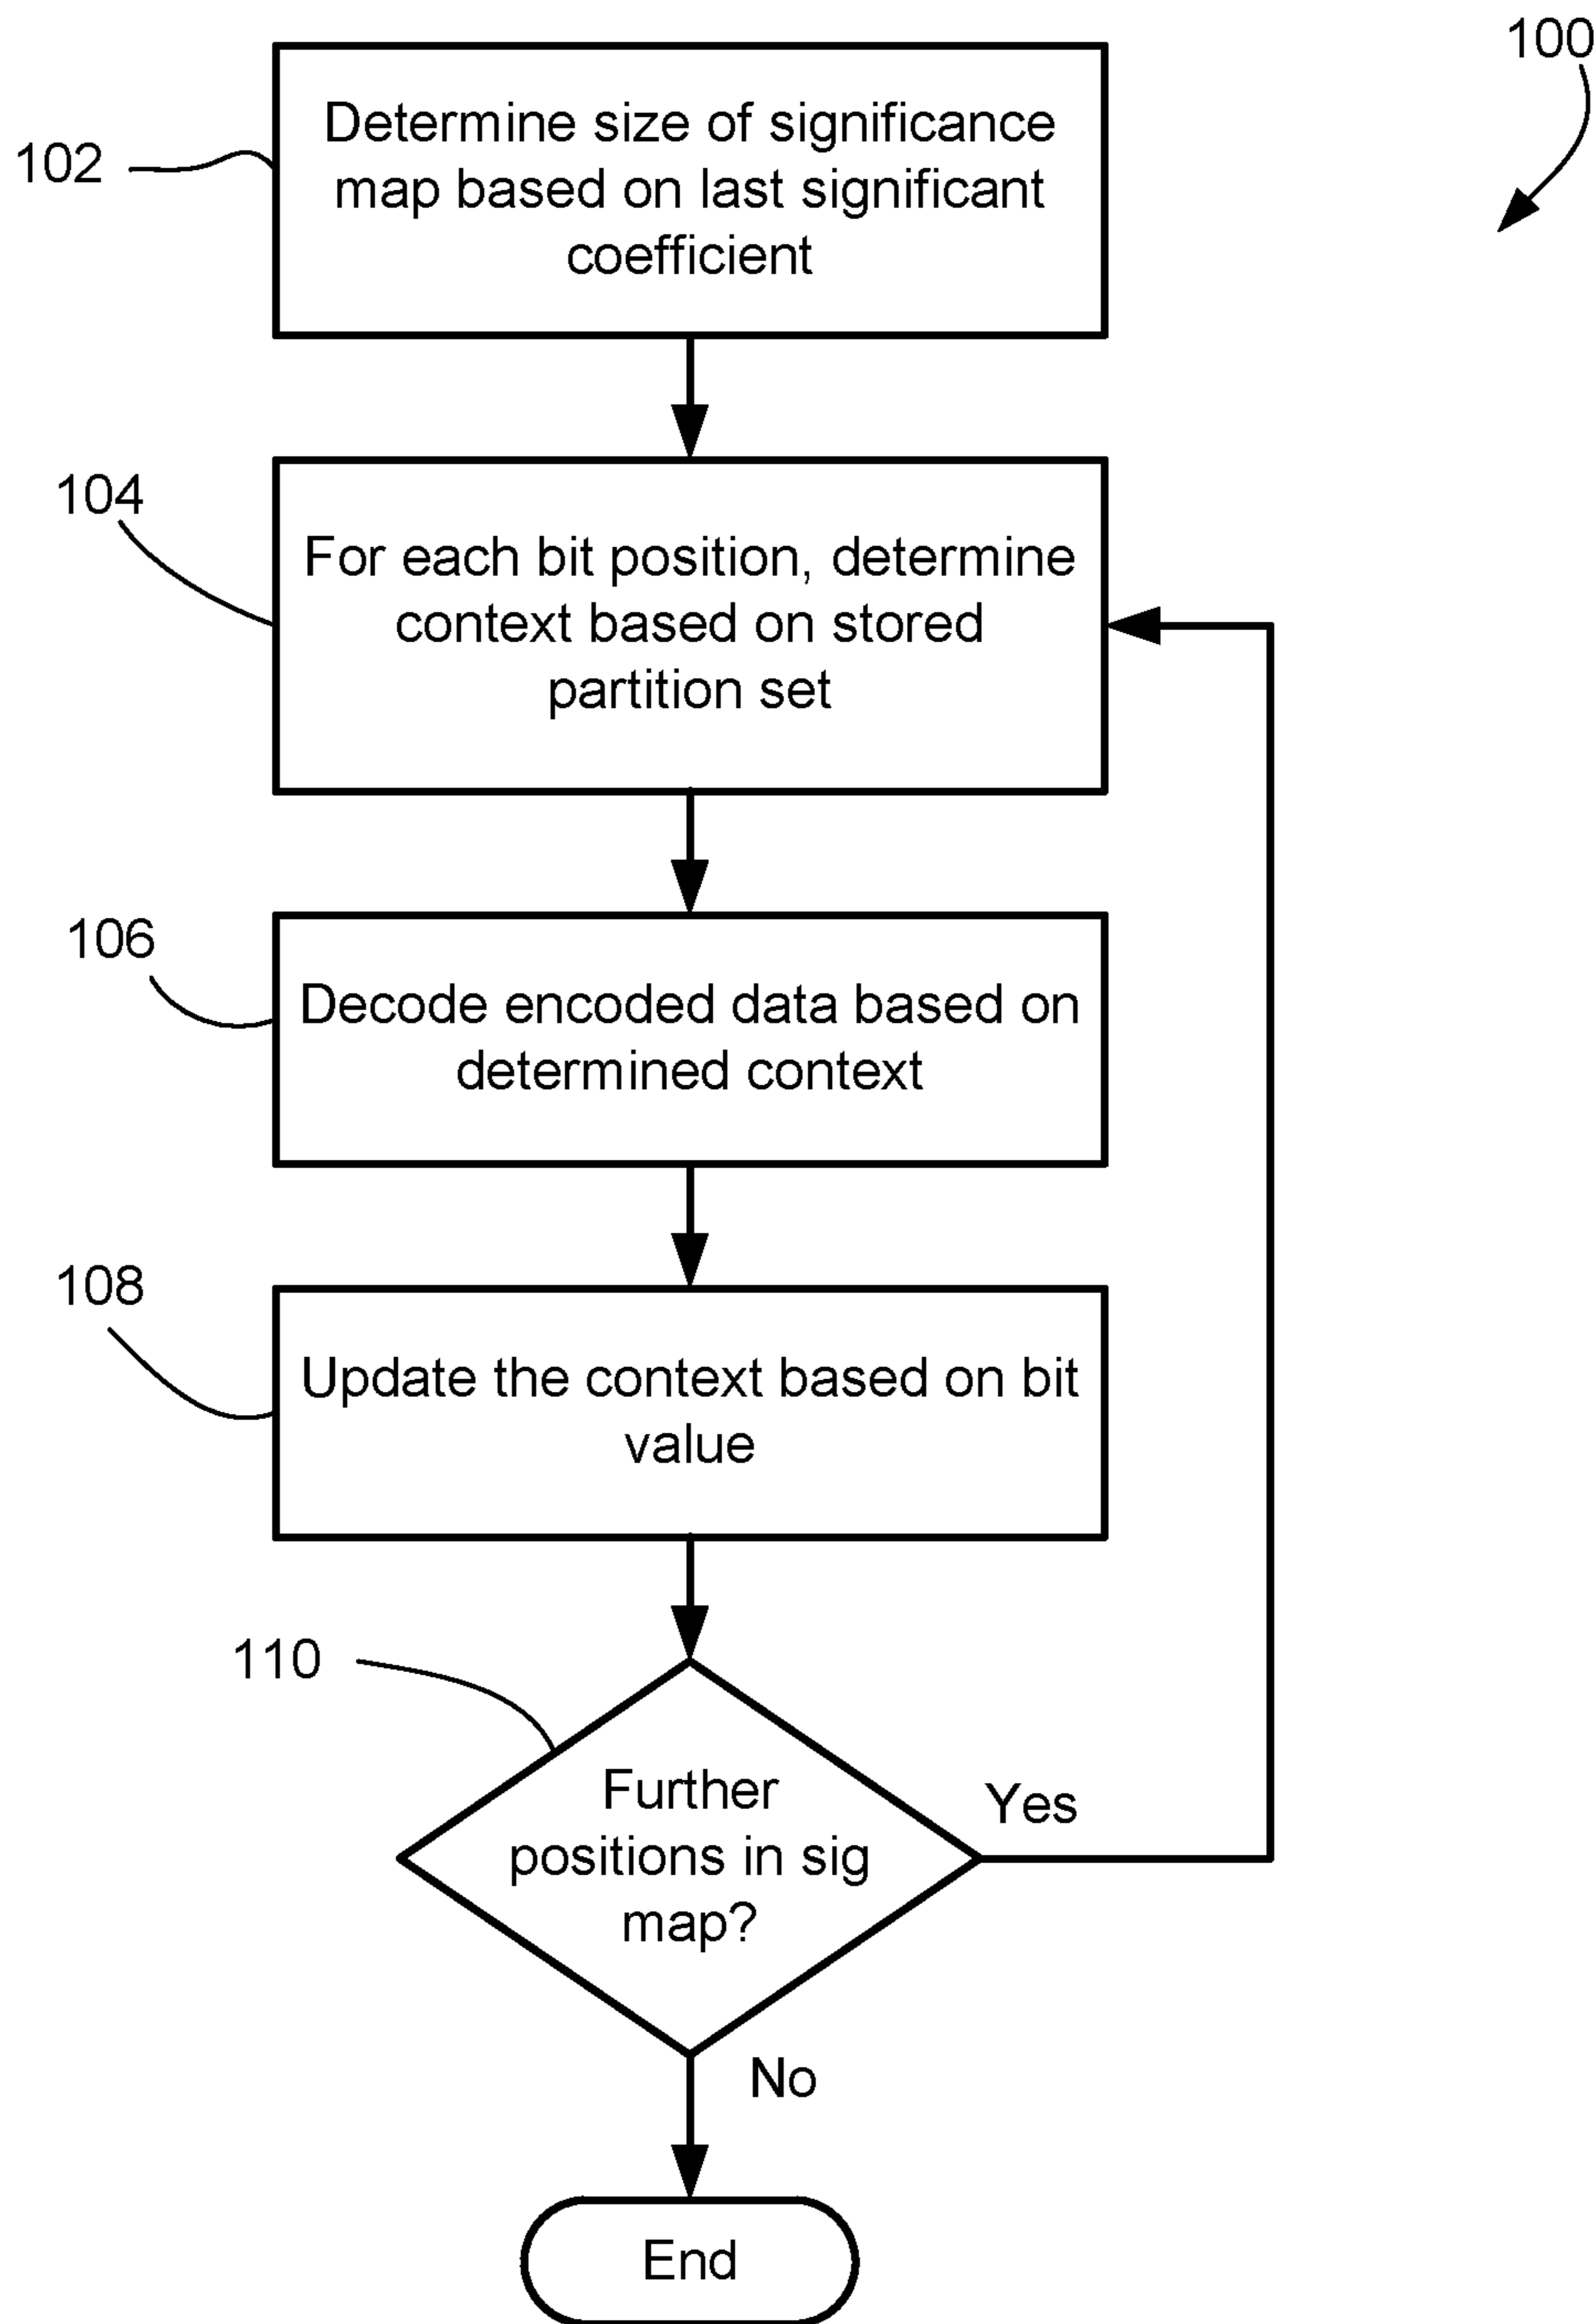 100
102
Determine size of significance
map based on last significant
coefficient
104
For each bit position, determine
context based on stored
partition set
106
Decode encoded data based on
determined context
108
Update the context based on bit
value
110
Further
positions in sig
map?
Yes
No
End